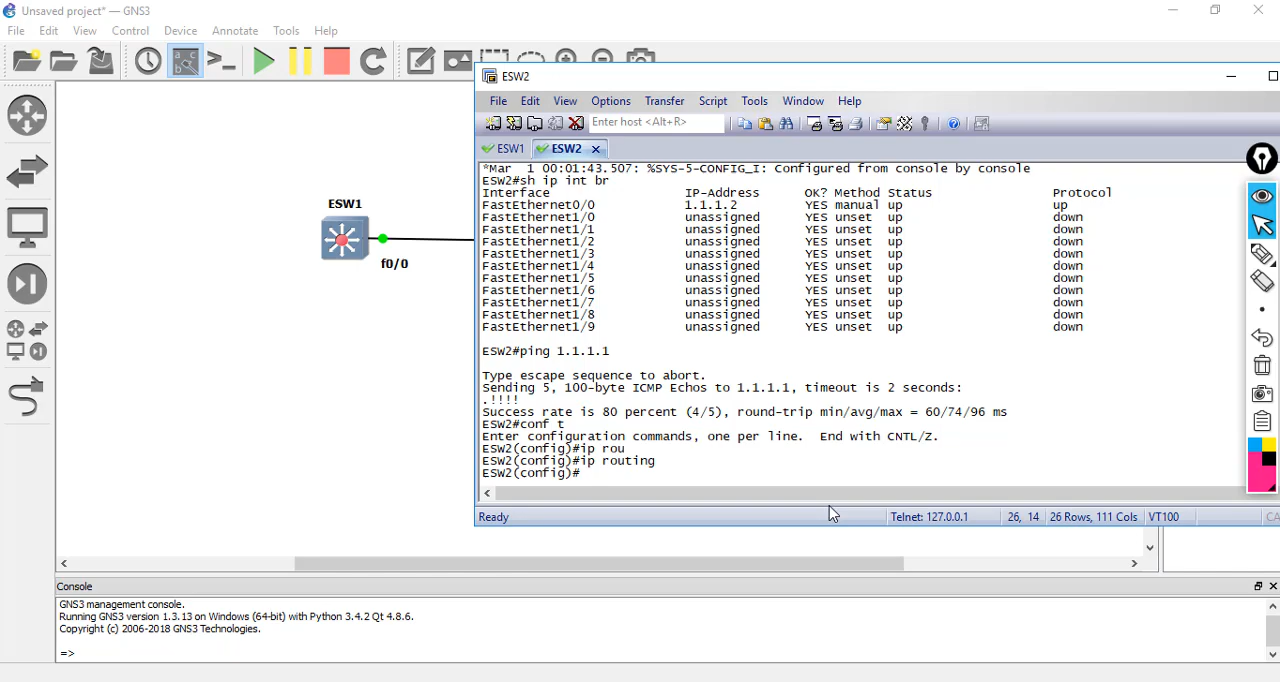 Unsaved project* — GNS3
File Edit View Control Device Annotate Tools Help
ESW1
f0/0
ESW2
File Edit View Options Transfer Script Tools Window Help
Enter host <Alt+R>
ESW1 ESW2
*Mar  1 00:01:43.507: %SYS-5-CONFIG_I: Configured from console by console
ESW2#sh ip int br
Interface IP-Address OK? Method Status Protocol
FastEthernet0/0 1.1.1.2 YES manual up up
FastEthernet1/0 unassigned YES unset up down
FastEthernet1/1 unassigned YES unset up down
FastEthernet1/2 unassigned YES unset up down
FastEthernet1/3 unassigned YES unset up down
FastEthernet1/4 unassigned YES unset up down
FastEthernet1/5 unassigned YES unset up down
FastEthernet1/6 unassigned YES unset up down
FastEthernet1/7 unassigned YES unset up down
FastEthernet1/8 unassigned YES unset up down
FastEthernet1/9 unassigned YES unset up down
ESW2#ping 1.1.1.1
Type escape sequence to abort.
Sending 5, 100-byte ICMP Echos to 1.1.1.1, timeout is 2 seconds:
.!!!!
Success rate is 80 percent (4/5), round-trip min/avg/max = 60/74/96 ms
ESW2#conf t
Enter configuration commands, one per line.  End with CNTL/Z.
ESW2(config)#ip rou
ESW2(config)#ip routing
ESW2(config)#
Ready Telnet: 127.0.0.1 26, 14 26 Rows, 111 Cols VT100 CA
Console
GNS3 management console.
Running GNS3 version 1.3.13 on Windows (64-bit) with Python 3.4.2 Qt 4.8.6.
Copyright (c) 2006-2018 GNS3 Technologies.
=>